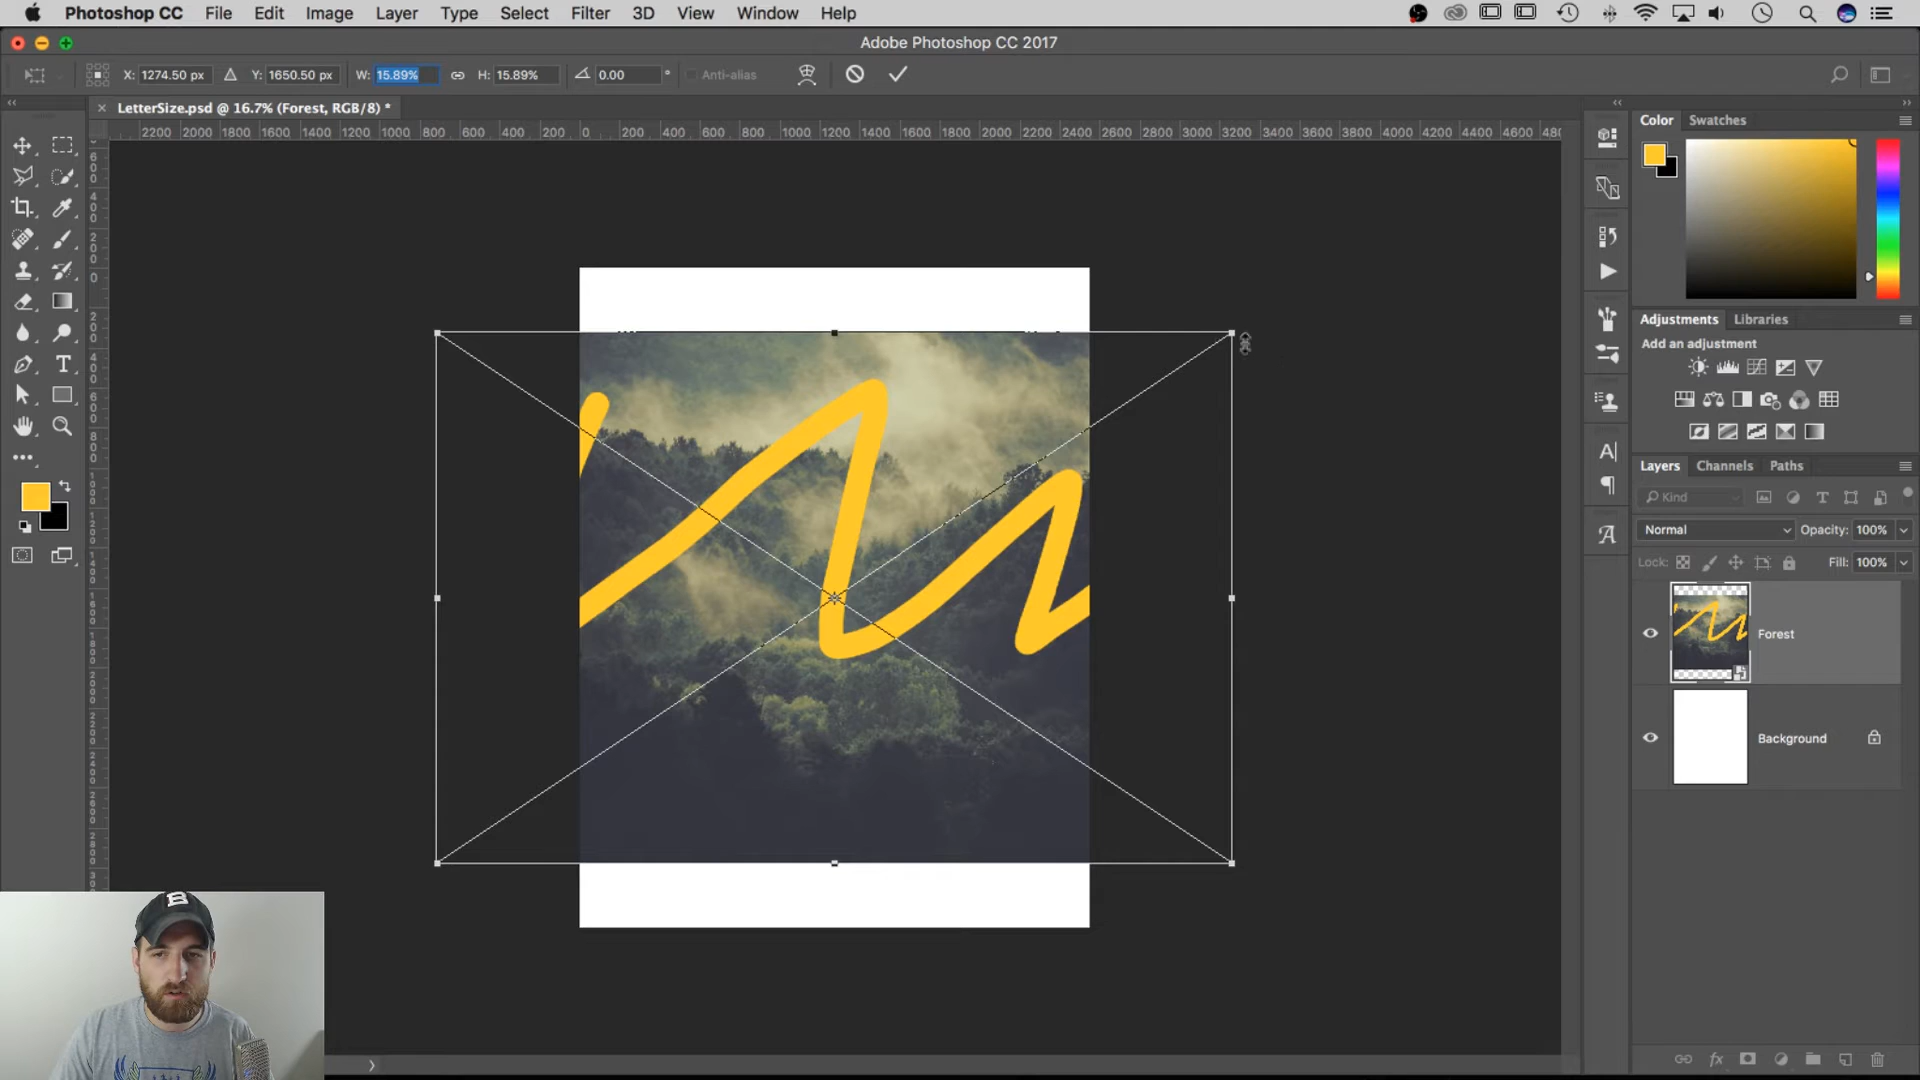 Photoshop CC File Edit Image Layer Type Select Filter 3D View Window Help
Adobe Photoshop CC 2017
X: 1274.50 px Y: 1650.50 px W: 15.89% H: 15.89% 0.00 ° Anti-alias
LetterSize.psd @ 16.7% (Forest, RGB/8) *
2200 2000 1800 1600 1400 1200 1000 800 600 400 200 0 200 400 600 800 1000 1200 1400 1600 1800 2000 2200 2400 2600 2800 3000 3200 3400 3600 3800 4000 4200 4400 4600
Color Swatches
Adjustments Libraries
Add an adjustment
Layers Channels Paths
Kind
Normal Opacity: 100%
Lock: Fill: 100%
Forest
Background